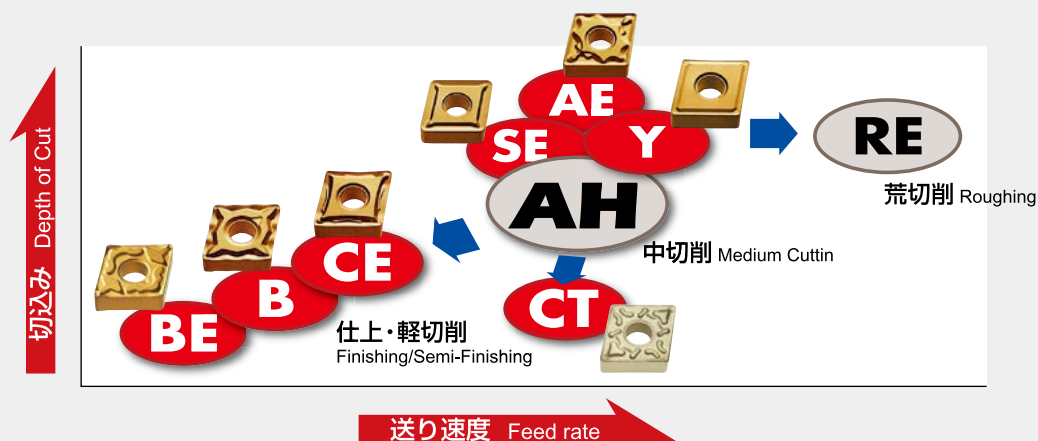 切込み Depth of Cut
AE
SE
Y
RE
荒切削 Roughing
AH
中切削 Medium Cuttin
CE
B
BE
CT
仕上・軽切削
Finishing/Semi-Finishing
送り速度 Feed rate